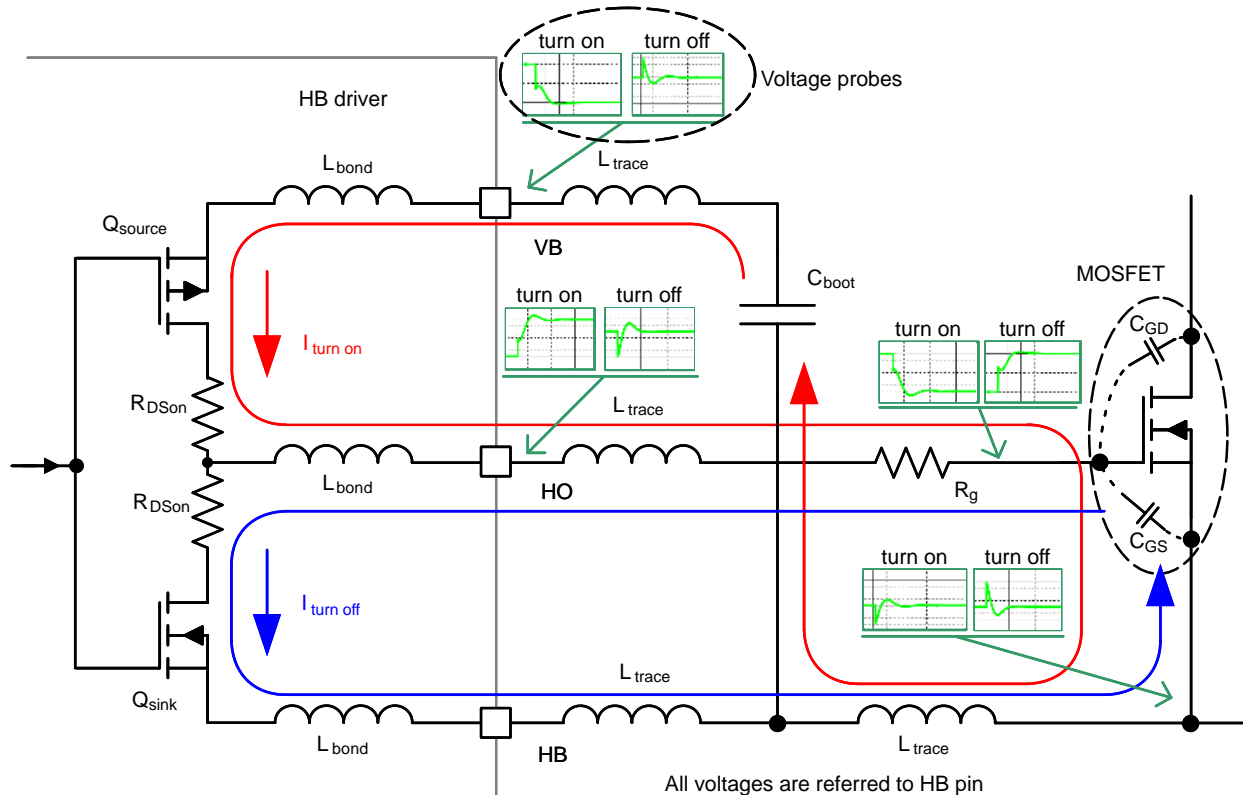 turn on turn off
Voltage probes
HB driver
L bond
L trace
Q source
VB
C boot
MOSFET
turn on turn off
turn on turn off
C GD
I turn on
R DSon
L trace
L bond
HO
R g
R DSon
C GS
turn on turn off
I turn off
Q sink
L trace
L bond
HB
L trace
All voltages are referred to HB pin